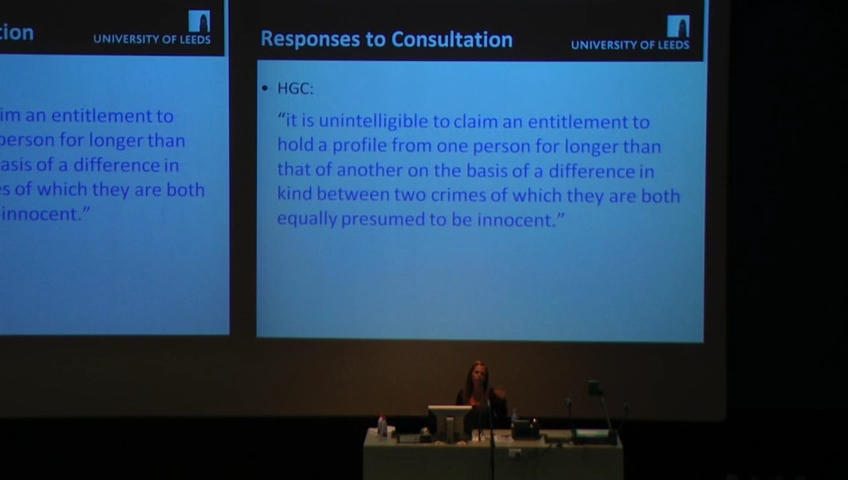 tion
UNIVERSITY OF LEEDS
im an entitlement to
person for longer than
asis of a difference in
s of which they are both
innocent.”
Responses to Consultation
UNIVERSITY OF LEEDS
• HGC:
“it is unintelligible to claim an entitlement to
hold a profile from one person for longer than
that of another on the basis of a difference in
kind between two crimes of which they are both
equally presumed to be innocent.”